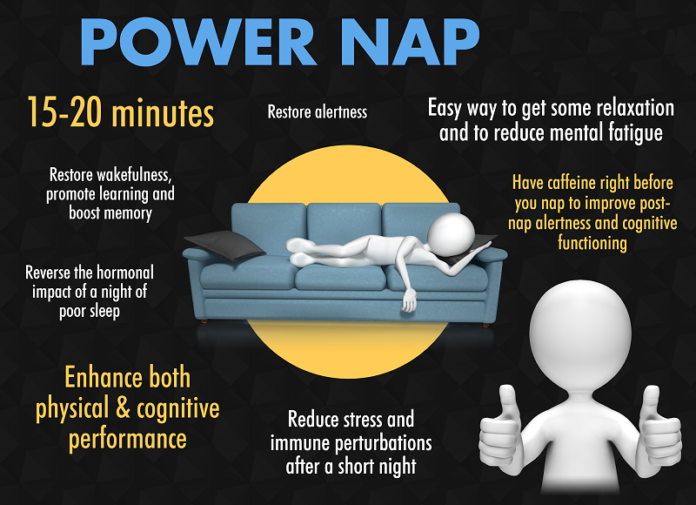 POWER NAP
15-20 minutes
Restore alertness
Easy way to get some relaxation
and to reduce mental fatigue
Restore wakefulness,
promote learning and
boost memory
Have caffeine right before
you nap to improve post-
nap alertness and cognitive
functioning
Reverse the hormonal
impact of a night of
poor sleep
Enhance both
physical & cognitive
performance
Reduce stress and
immune perturbations
after a short night